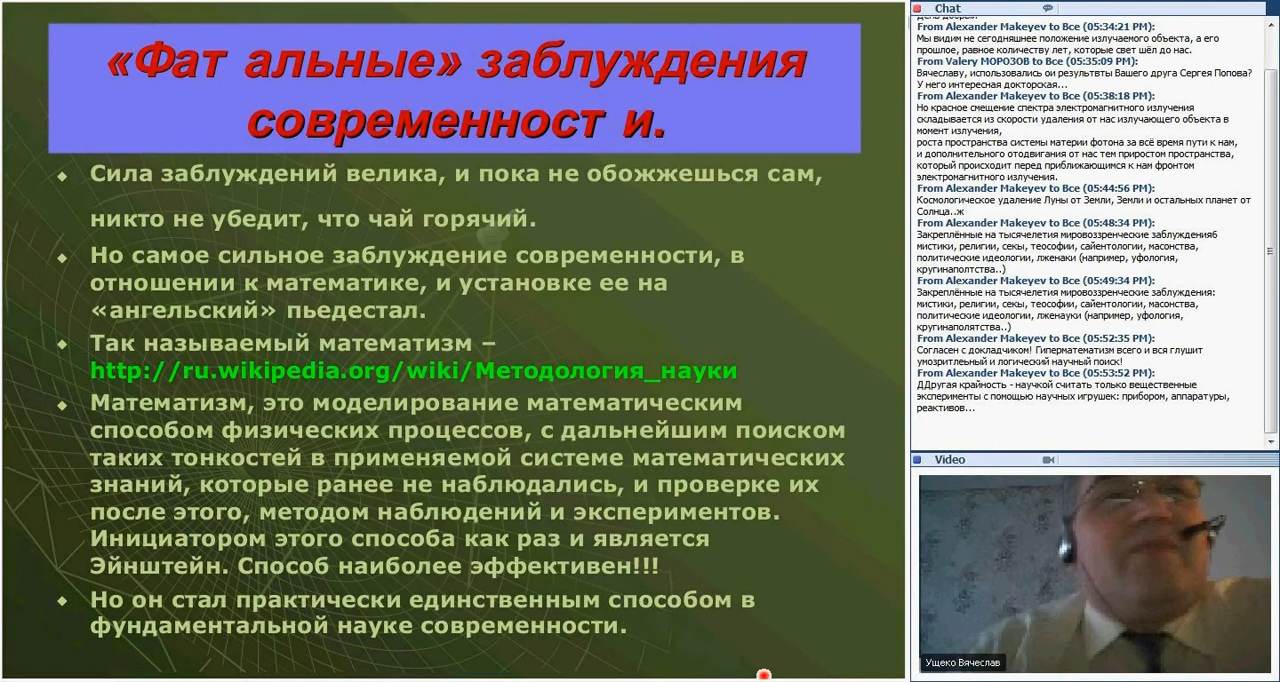 «Фат альные» заблуждения
современност и.
Сила заблуждений велика, и пока не обожжешься сам,
никто не убедит, что чай горячий.
Но самое сильное заблуждение современности, в
отношении к математике, и установке ее на
«ангельский» пьедестал.
Так называемый математизм –
http://ru.wikipedia.org/wiki/Методология_науки
Математизм, это моделирование математическим
способом физических процессов, с дальнейшим поиском
таких тонкостей в применяемой системе математических
знаний, которые ранее не наблюдались, и проверке их
после этого, методом наблюдений и экспериментов.
Инициатором этого способа как раз и является
Эйнштейн. Способ наиболее эффективен!!!
Но он стал практически единственным способом в
фундаментальной науке современности.
Chat
From Alexander Makeyev to Все (05:34:21 PM):
Мы видим не сегодняшнее положение излучаемого объекта, а его
прошлое, равное количеству лет, которые свет шёл до нас.
From Valery МОРОЗОВ to Все (05:35:09 PM):
Вячеславу, использовались ои результвты Вашего друга Сергея Попова?
У него интересная докторская...
From Alexander Makeyev to Все (05:38:18 PM):
Но красное смещение спектра электромагнитного излучения
складывается из скорости удаления от нас излучающего объекта в
момент излучения,
роста пространства системы материи фотона за всё время пути к нам,
и дополнительного отодвигания от нас тем приростом пространства,
который происходит перед приближающимся к нам фронтом
электромагнитного излучения.
From Alexander Makeyev to Все (05:44:56 PM):
Космологическое удаление Луны от Земли, Земли и остальных планет от
Солнца..ж
From Alexander Makeyev to Все (05:48:34 PM):
Закреплённые на тысячелетия мировоззренческие заблуждения6
мистики, религии, секы, теософии, сайентологии, масонства,
политические идеологии, лженаки (например, уфология,
кругинаполтства..)
From Alexander Makeyev to Все (05:49:34 PM):
Закреплённые на тысячелетия мировоззренческие заблуждения:
мистики, религии, секы, теософии, сайентологии, масонства,
политические идеологии, лженауки (например, уфология,
кругинаполятства..)
From Alexander Makeyev to Все (05:52:35 PM):
Согласен с докладчиком! Гиперматематизм всего и вся глушит
умозрительный и логический научный поиск!
From Alexander Makeyev to Все (05:53:52 PM):
ДДругая крайность - научкой считать только вещественные
эксперименты с помощью научных игрушек: прибором, аппаратуры,
реактивов...
Video
Ущеко Вячеслав